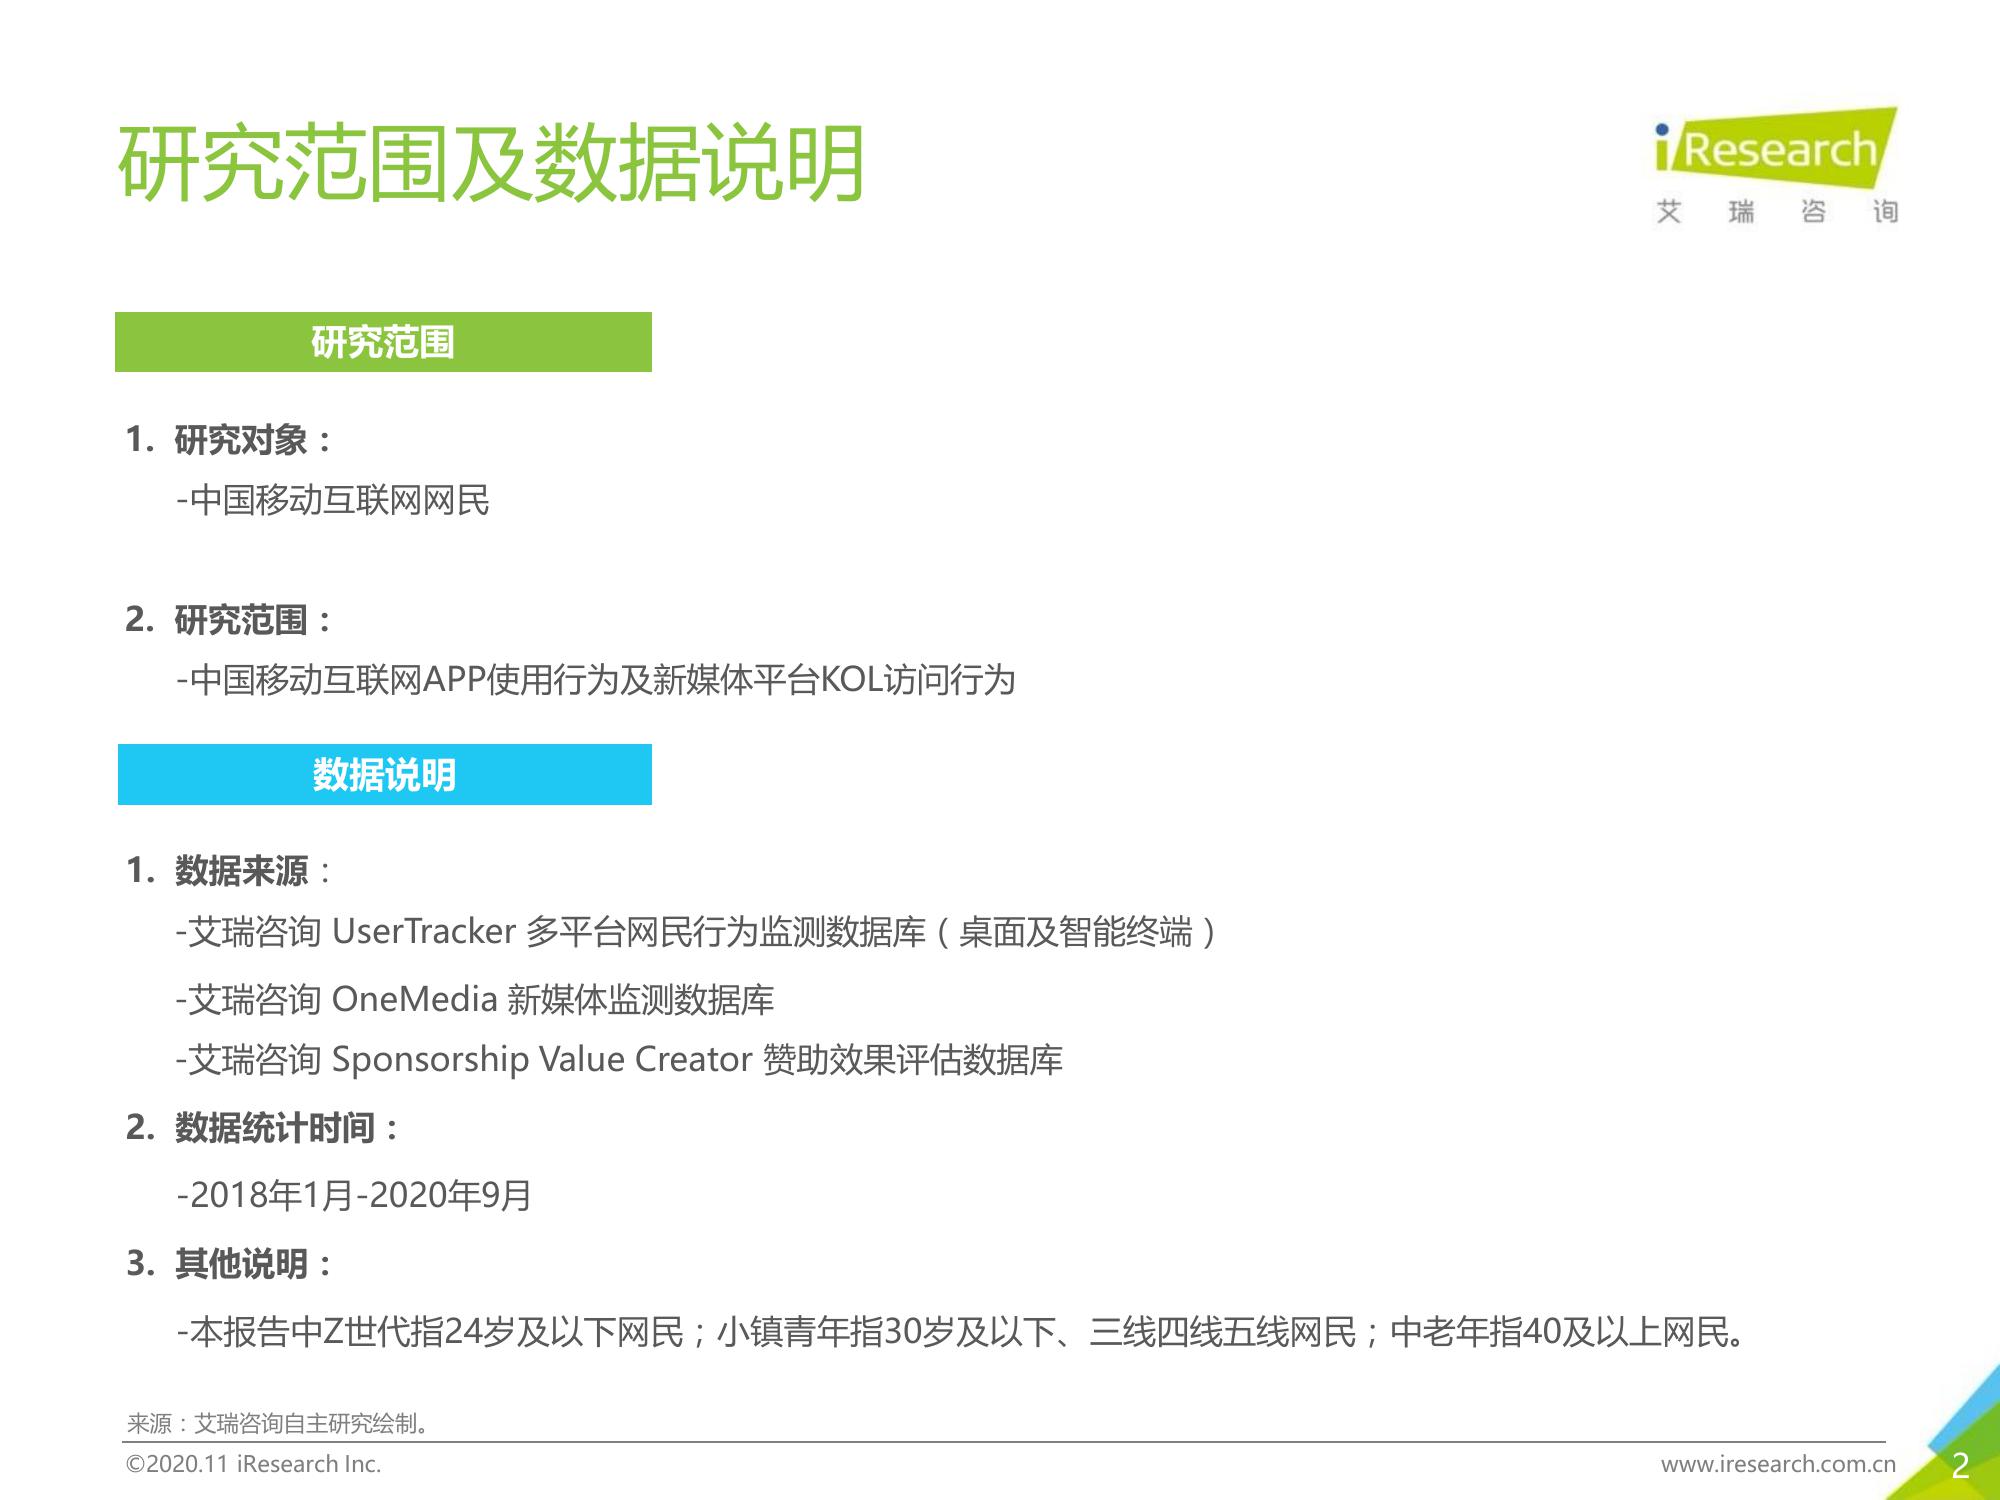 研究范围及数据说明
iResearch
艾瑞咨询
研究范围
1. 研究对象：
-中国移动互联网网民
2. 研究范围：
-中国移动互联网APP使用行为及新媒体平台KOL访问行为
数据说明
1. 数据来源：
-艾瑞咨询 UserTracker 多平台网民行为监测数据库（桌面及智能终端）
-艾瑞咨询 OneMedia 新媒体监测数据库
-艾瑞咨询 Sponsorship Value Creator 赞助效果评估数据库
2. 数据统计时间：
-2018年1月-2020年9月
3. 其他说明：
-本报告中Z世代指24岁及以下网民；小镇青年指30岁及以下、三线四线五线网民；中老年指40及以上网民。
来源：艾瑞咨询自主研究绘制。
©2020.11 iResearch Inc.
www.iresearch.com.cn
2